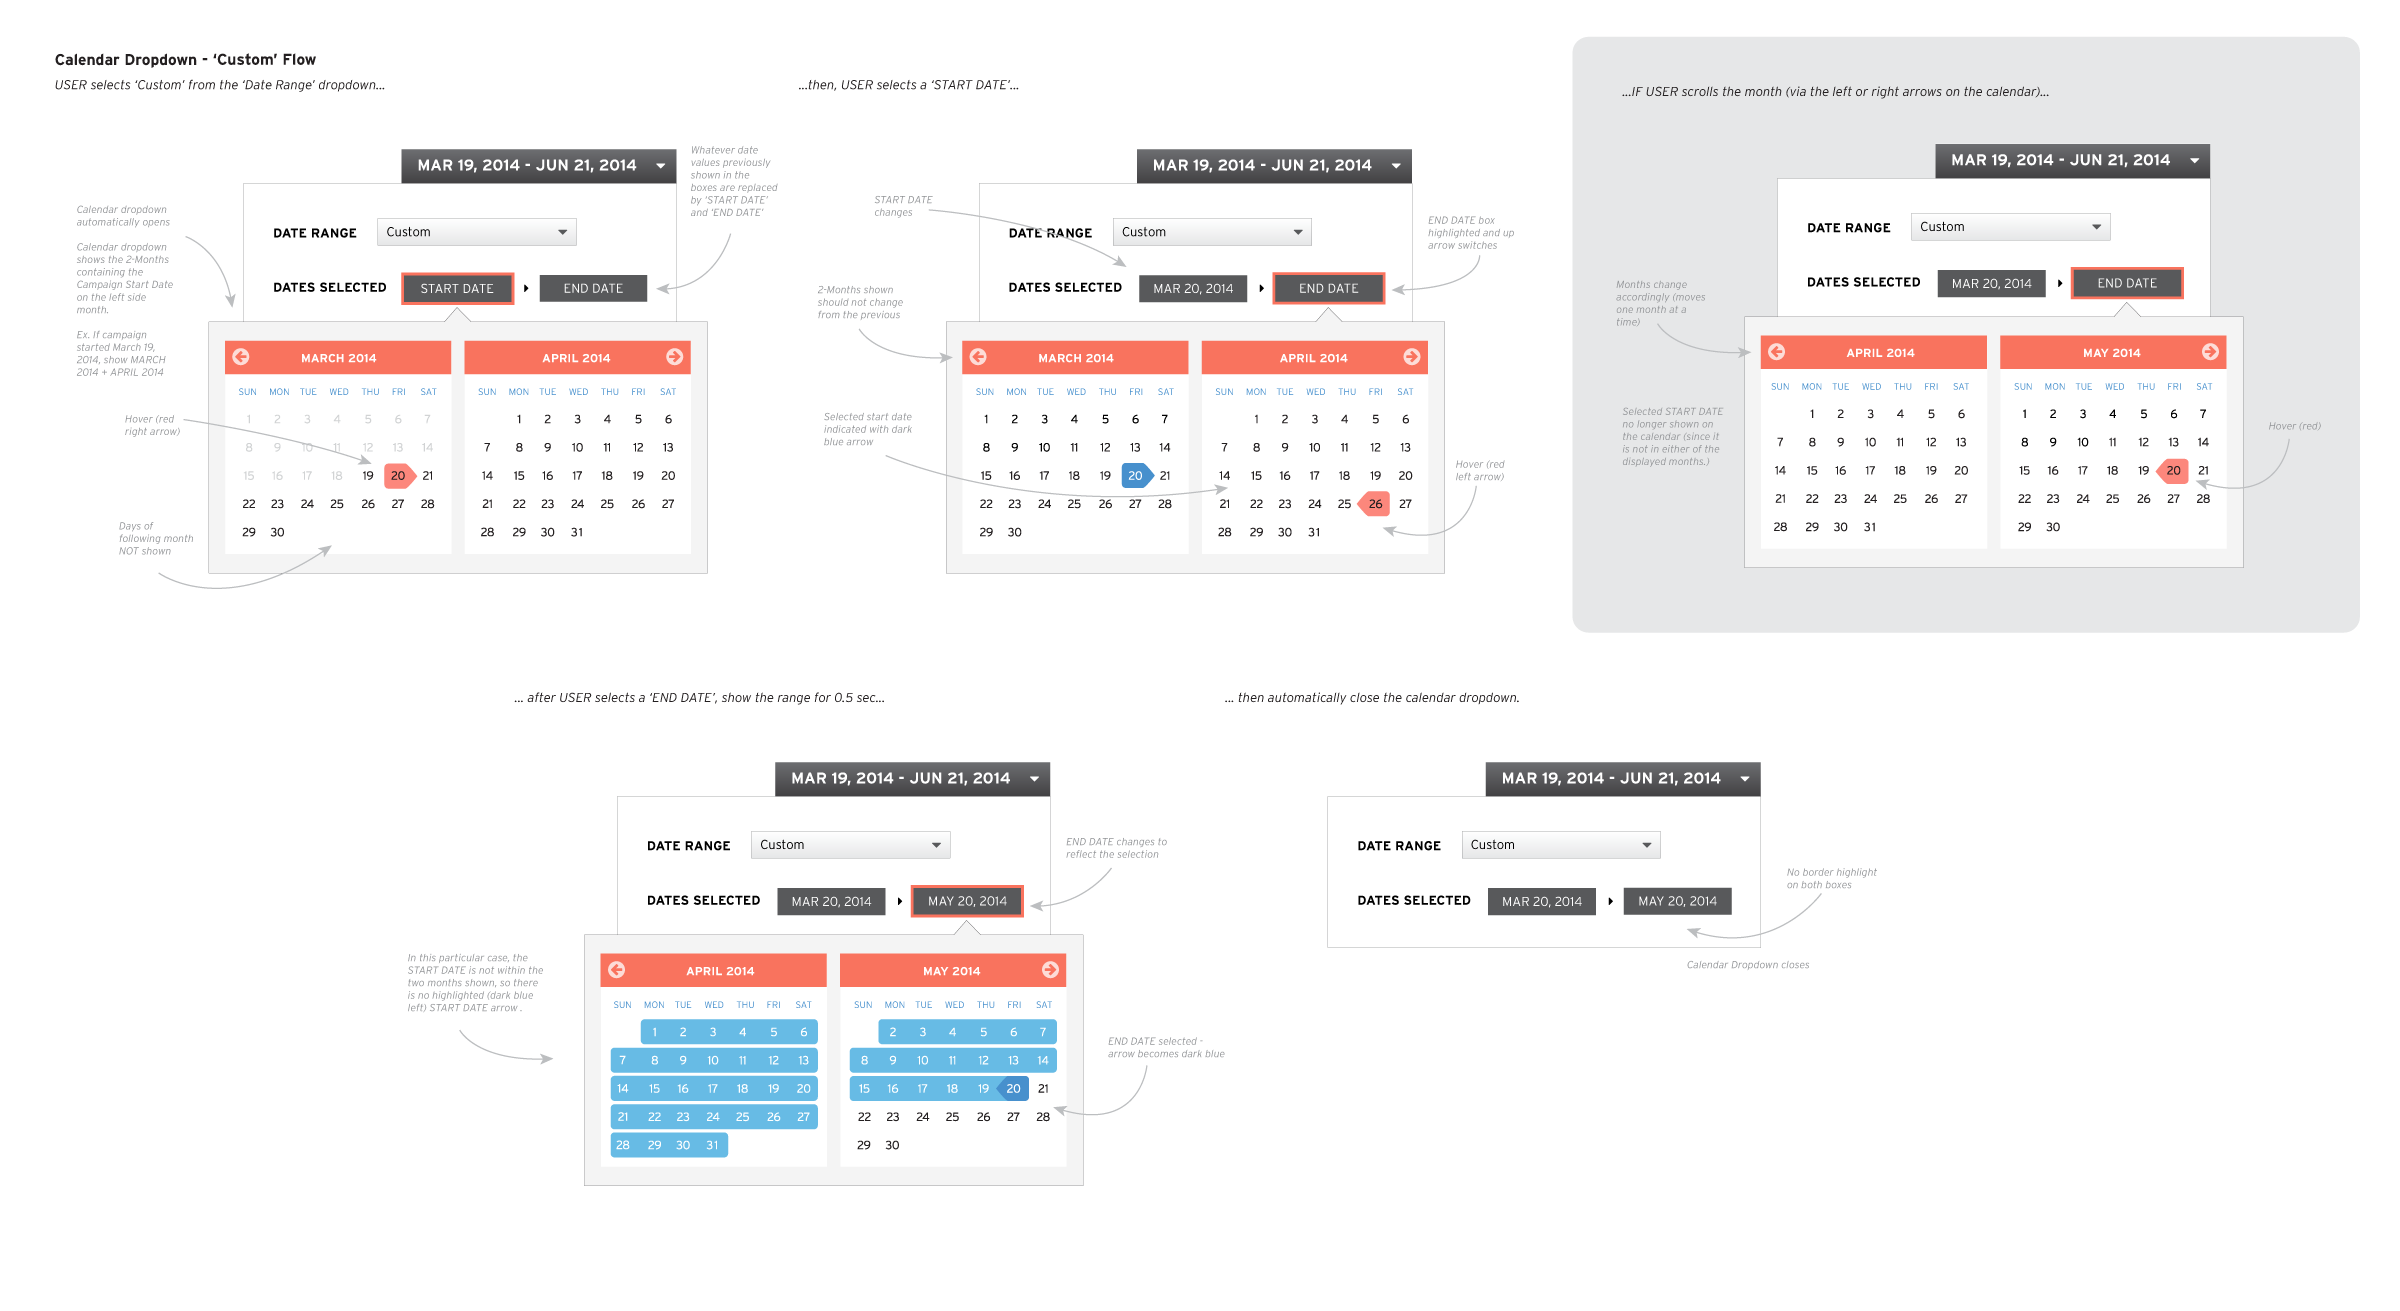 Calendar Dropdown - ‘Custom’ Flow
USER selects ‘Custom’ from the ‘Date Range’ dropdown...
MAR 19, 2014 - JUN 21, 2014
Whatever date
values previously
shown in the
boxes are replaced
by 'START DATE'
and 'END DATE'
Calendar dropdown
automatically opens
Calendar dropdown
shows the 2-Months
containing the
Campaign Start Date
on the left side
month.
Ex. If campaign
started March 19,
2014, show MARCH
2014 + APRIL 2014
DATE RANGE Custom
DATES SELECTED START DATE END DATE
MARCH 2014
SUN MON TUE WED THU FRI SAT
1 2 3 4 5 6 7
8 9 10 11 12 13 14
15 16 17 18 19 20 21
22 23 24 25 26 27 28
29 30
APRIL 2014
SUN MON TUE WED THU FRI SAT
1 2 3 4 5 6
7 8 9 10 11 12 13
14 15 16 17 18 19 20
21 22 23 24 25 26 27
28 29 30 31
Hover (red
right arrow)
Days of
following month
NOT shown
...then, USER selects a ‘START DATE’...
MAR 19, 2014 - JUN 21, 2014
START DATE
changes
END DATE box
highlighted and up
arrow switches
DATE RANGE Custom
DATES SELECTED MAR 20, 2014 END DATE
2-Months shown
should not change
from the previous
MARCH 2014
SUN MON TUE WED THU FRI SAT
1 2 3 4 5 6 7
8 9 10 11 12 13 14
15 16 17 18 19 20 21
22 23 24 25 26 27 28
29 30
APRIL 2014
SUN MON TUE WED THU FRI SAT
1 2 3 4 5 6
7 8 9 10 11 12 13
14 15 16 17 18 19 20
21 22 23 24 25 26 27
28 29 30 31
Selected start date
indicated with dark
blue arrow
Hover (red
left arrow)
...IF USER scrolls the month (via the left or right arrows on the calendar)...
MAR 19, 2014 - JUN 21, 2014
DATE RANGE Custom
DATES SELECTED MAR 20, 2014 END DATE
Months change
accordingly (moves
one month at a
time)
APRIL 2014
SUN MON TUE WED THU FRI SAT
1 2 3 4 5 6
7 8 9 10 11 12 13
14 15 16 17 18 19 20
21 22 23 24 25 26 27
28 29 30 31
MAY 2014
SUN MON TUE WED THU FRI SAT
1 2 3 4 5 6 7
8 9 10 11 12 13 14
15 16 17 18 19 20 21
22 23 24 25 26 27 28
29 30
Selected START DATE
no longer shown on
the calendar (since it
is not in either of the
displayed months.)
Hover (red)
... after USER selects a 'END DATE', show the range for 0.5 sec...
MAR 19, 2014 - JUN 21, 2014
DATE RANGE Custom
DATES SELECTED MAR 20, 2014 MAY 20, 2014
END DATE changes to
reflect the selection
In this particular case, the
START DATE is not within the
two months shown, so there
is no highlighted (dark blue
left) START DATE arrow .
APRIL 2014
SUN MON TUE WED THU FRI SAT
1 2 3 4 5 6
7 8 9 10 11 12 13
14 15 16 17 18 19 20
21 22 23 24 25 26 27
28 29 30 31
MAY 2014
SUN MON TUE WED THU FRI SAT
2 3 4 5 6 7
8 9 10 11 12 13 14
15 16 17 18 19 20 21
22 23 24 25 26 27 28
29 30
END DATE selected -
arrow becomes dark blue
... then automatically close the calendar dropdown.
MAR 19, 2014 - JUN 21, 2014
DATE RANGE Custom
DATES SELECTED MAR 20, 2014 MAY 20, 2014
No border highlight
on both boxes
Calendar Dropdown closes